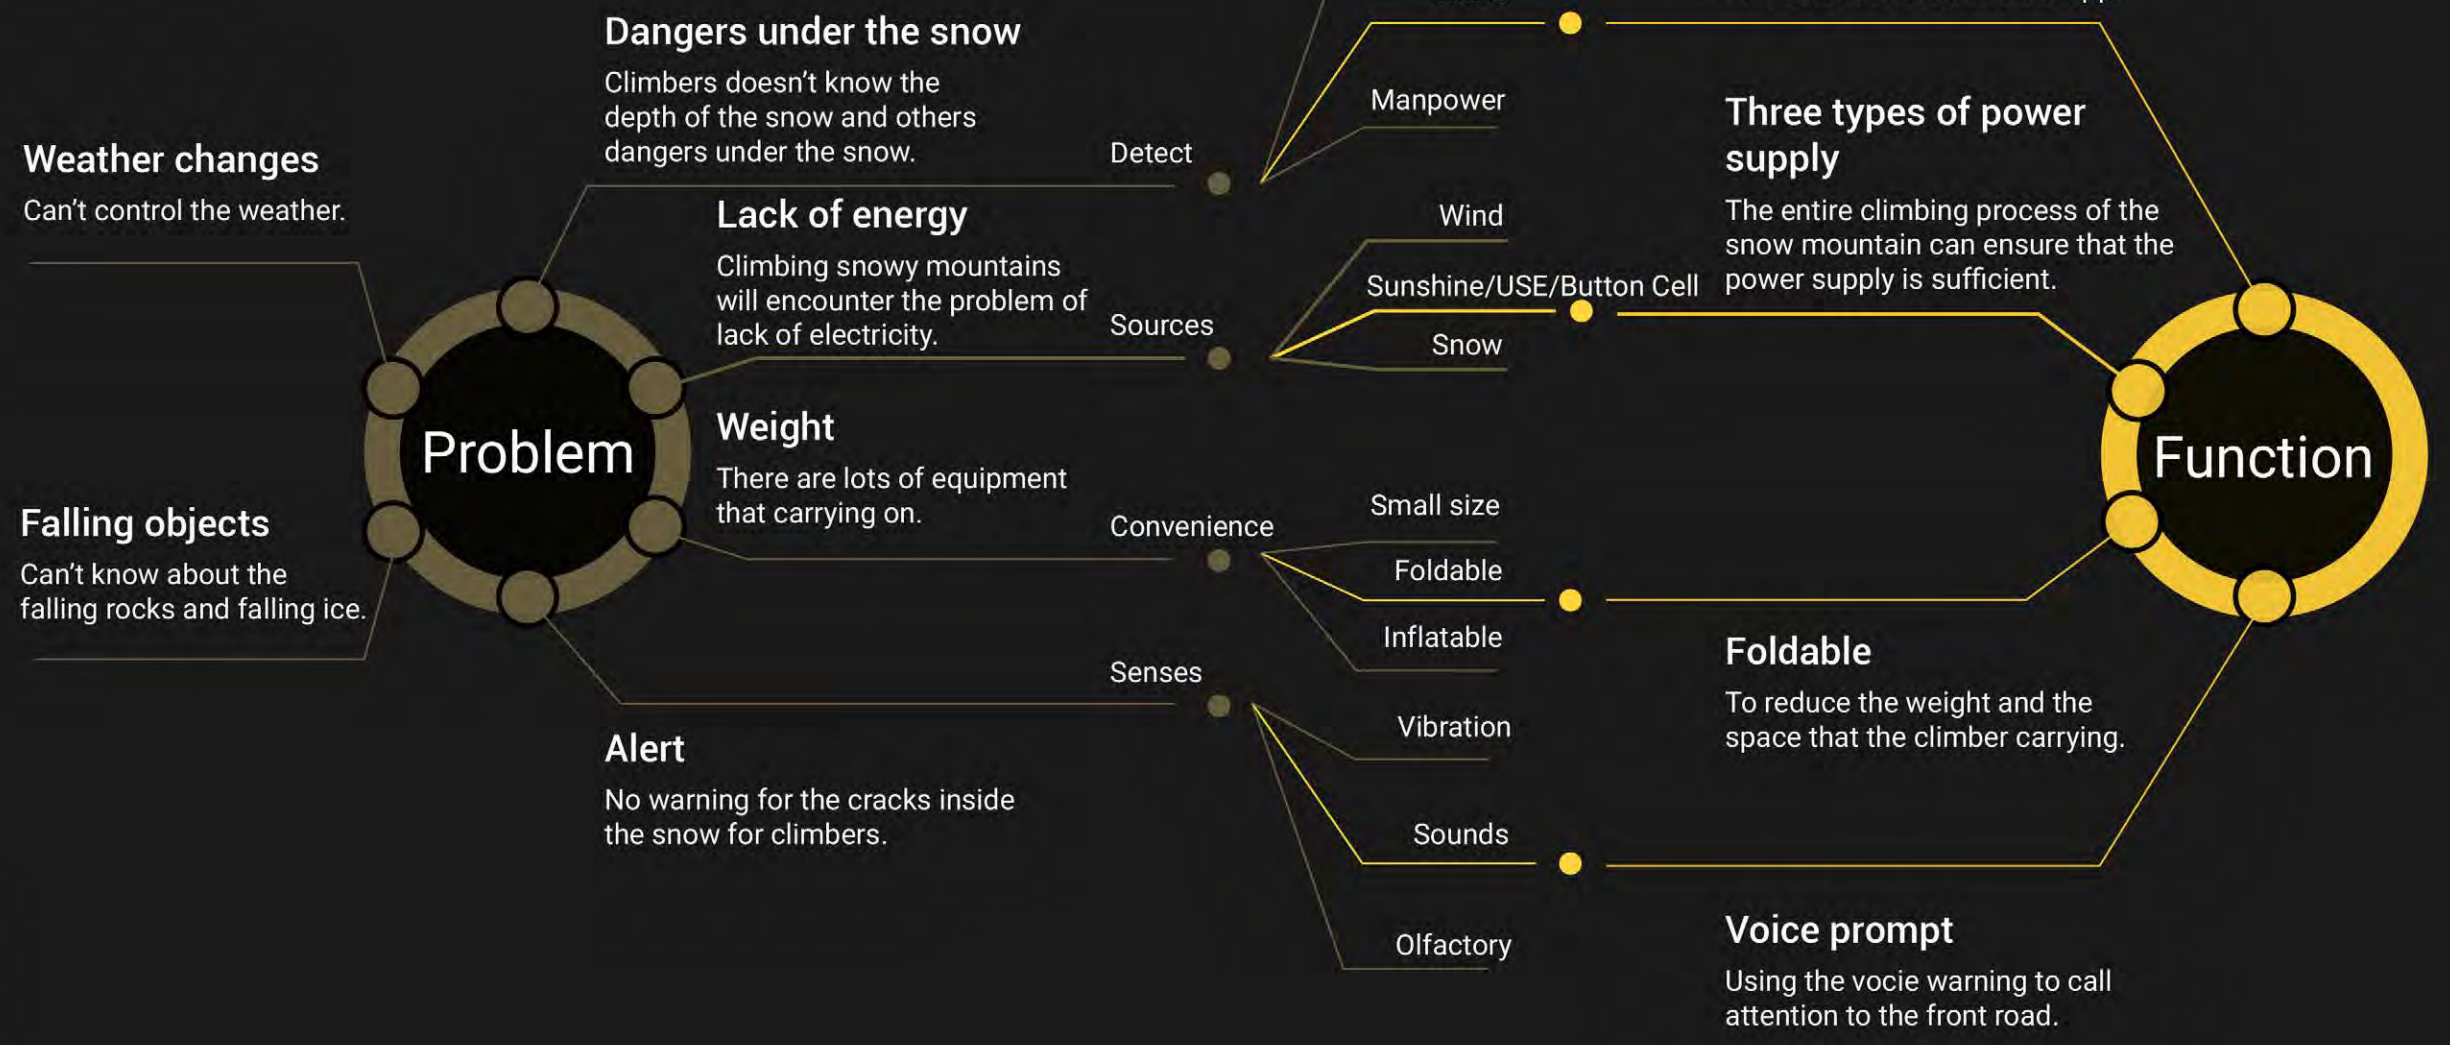 Dangers under the snow
Climbers doesn't know the
depth of the snow and others
dangers under the snow.
Weather changes
Can't control the weather.
Detect
Manpower
Three types of power
supply
The entire climbing process of the
snow mountain can ensure that the
power supply is sufficient.
Lack of energy
Climbing snowy mountains
will encounter the problem of
lack of electricity.
Sources
Wind
Sunshine/USE/Button Cell
Snow
Problem
Function
Weight
There are lots of equipment
that carrying on.
Convenience
Small size
Foldable
Inflatable
Falling objects
Can't know about the
falling rocks and falling ice.
Foldable
To reduce the weight and the
space that the climber carrying.
Senses
Vibration
Sounds
Olfactory
Alert
No warning for the cracks inside
the snow for climbers.
Voice prompt
Using the vocie warning to call
attention to the front road.